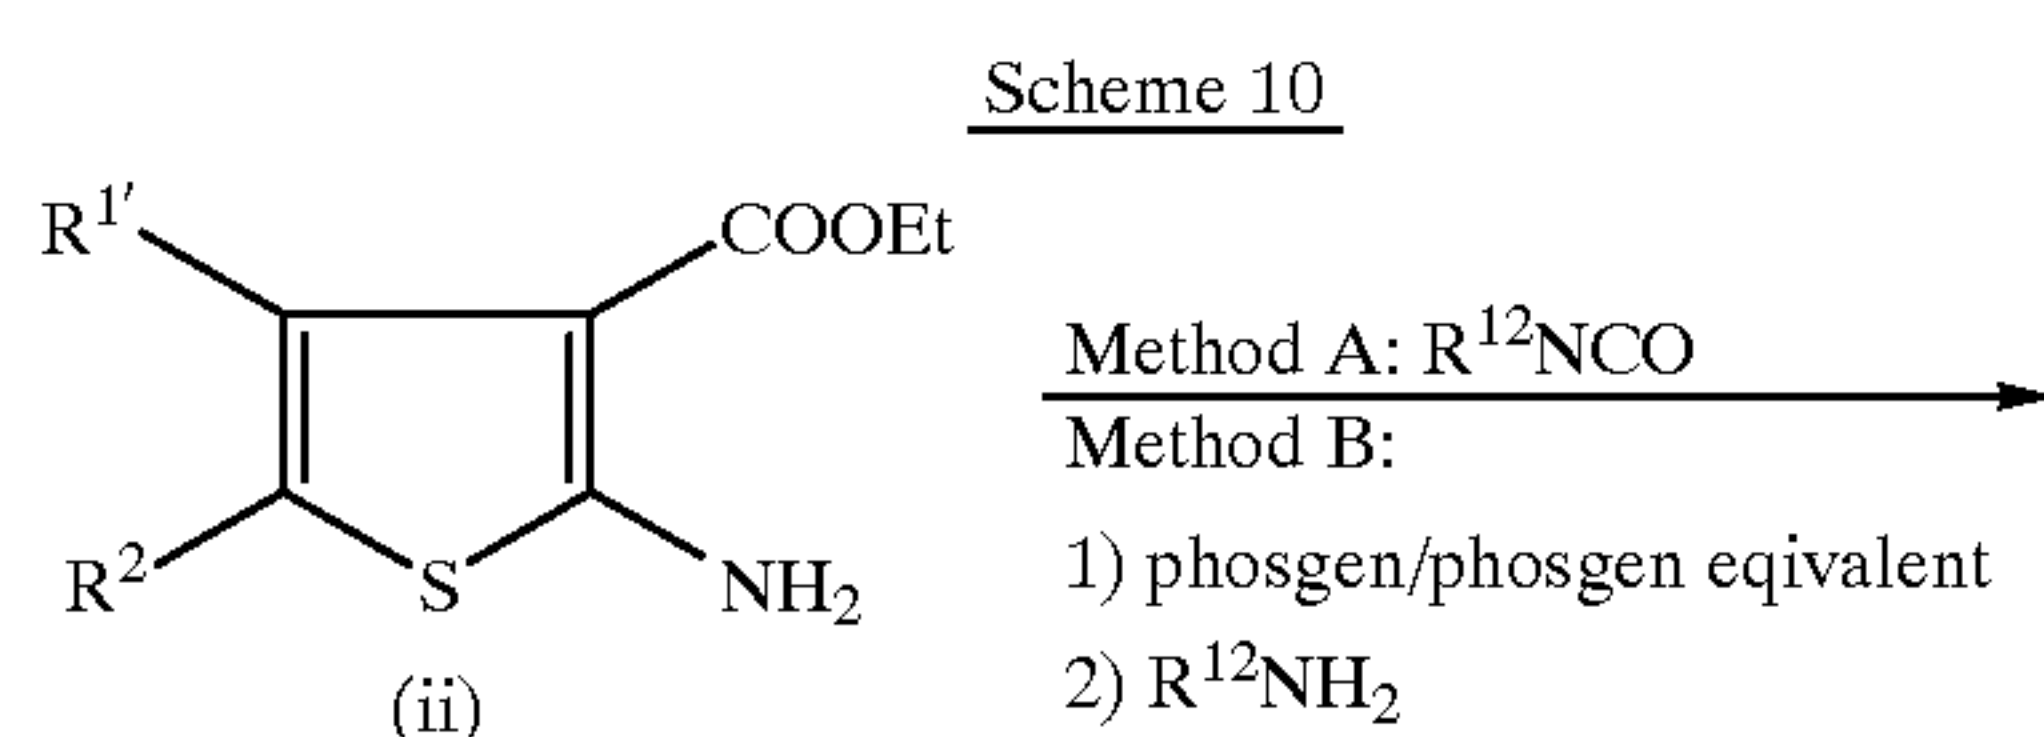 Scheme 10
R1′
COOEt
R2
S
NH2
(ii)
Method A: R12NCO
Method B:
1) phosgen/phosgen eqivalent
2) R12NH2